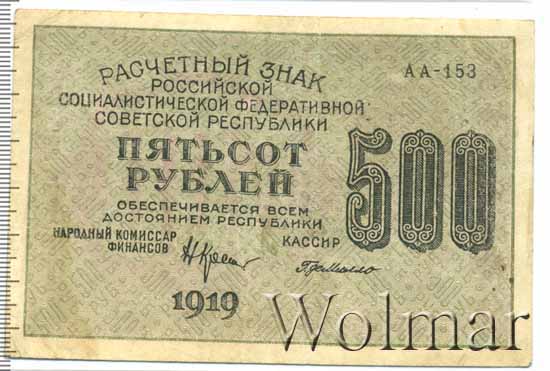 РАСЧЕТНЫЙ ЗНАК
АА-153
РОССИЙСКОЙ
СОЦИАЛИСТИЧЕСКОЙ ФЕДЕРАТИВНОЙ
СОВЕТСКОЙ РЕСПУБЛИКИ
ПЯТЬСОТ
РУБЛЕЙ
500
ОБЕСПЕЧИВАЕТСЯ ВСЕМ
ДОСТОЯНИЕМ РЕСПУБЛИКИ
НАРОДНЫЙ КОМИССАР
ФИНАНСОВ
КАССИР
1919
Wolmar